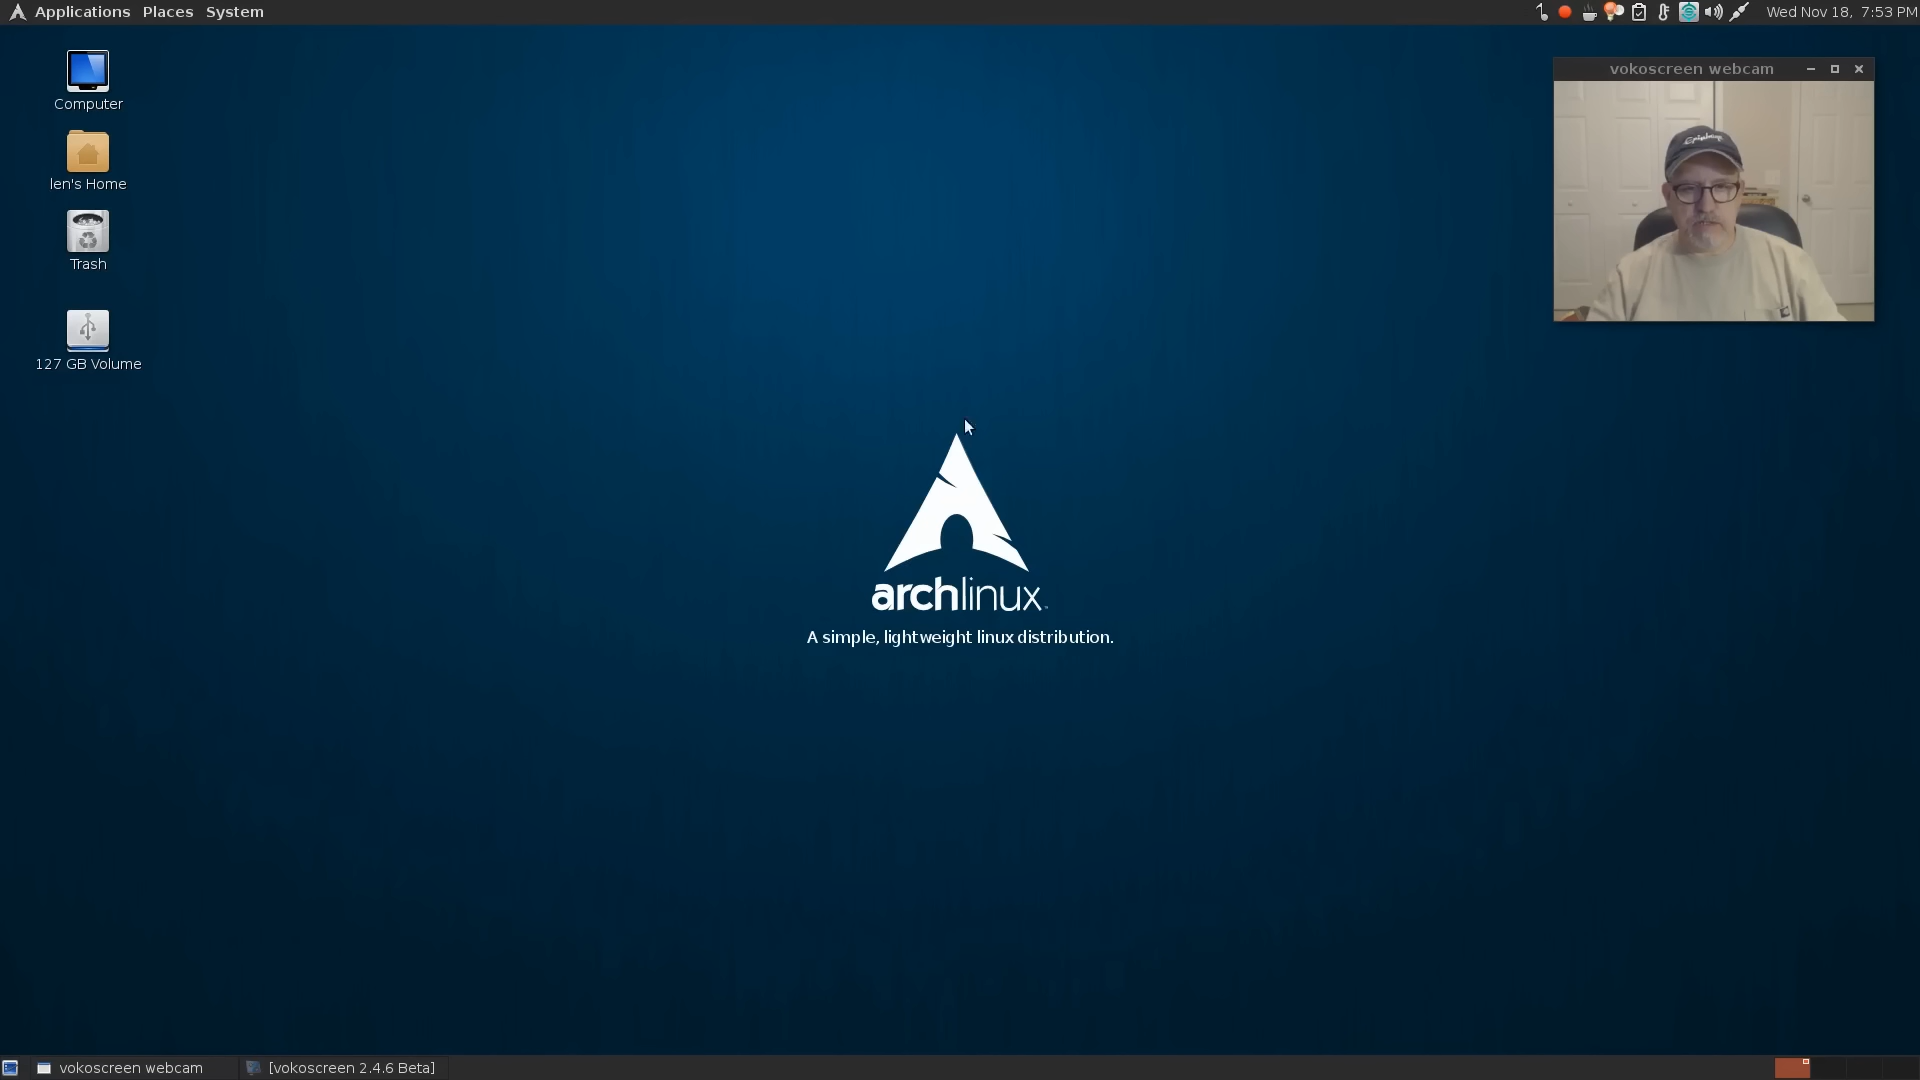 Applications Places System
Wed Nov 18, 7:53 PM
Computer
len's Home
Trash
127 GB Volume
vokoscreen webcam
Epiphone
archlinux
A simple, lightweight linux distribution.
vokoscreen webcam
[vokoscreen 2.4.6 Beta]